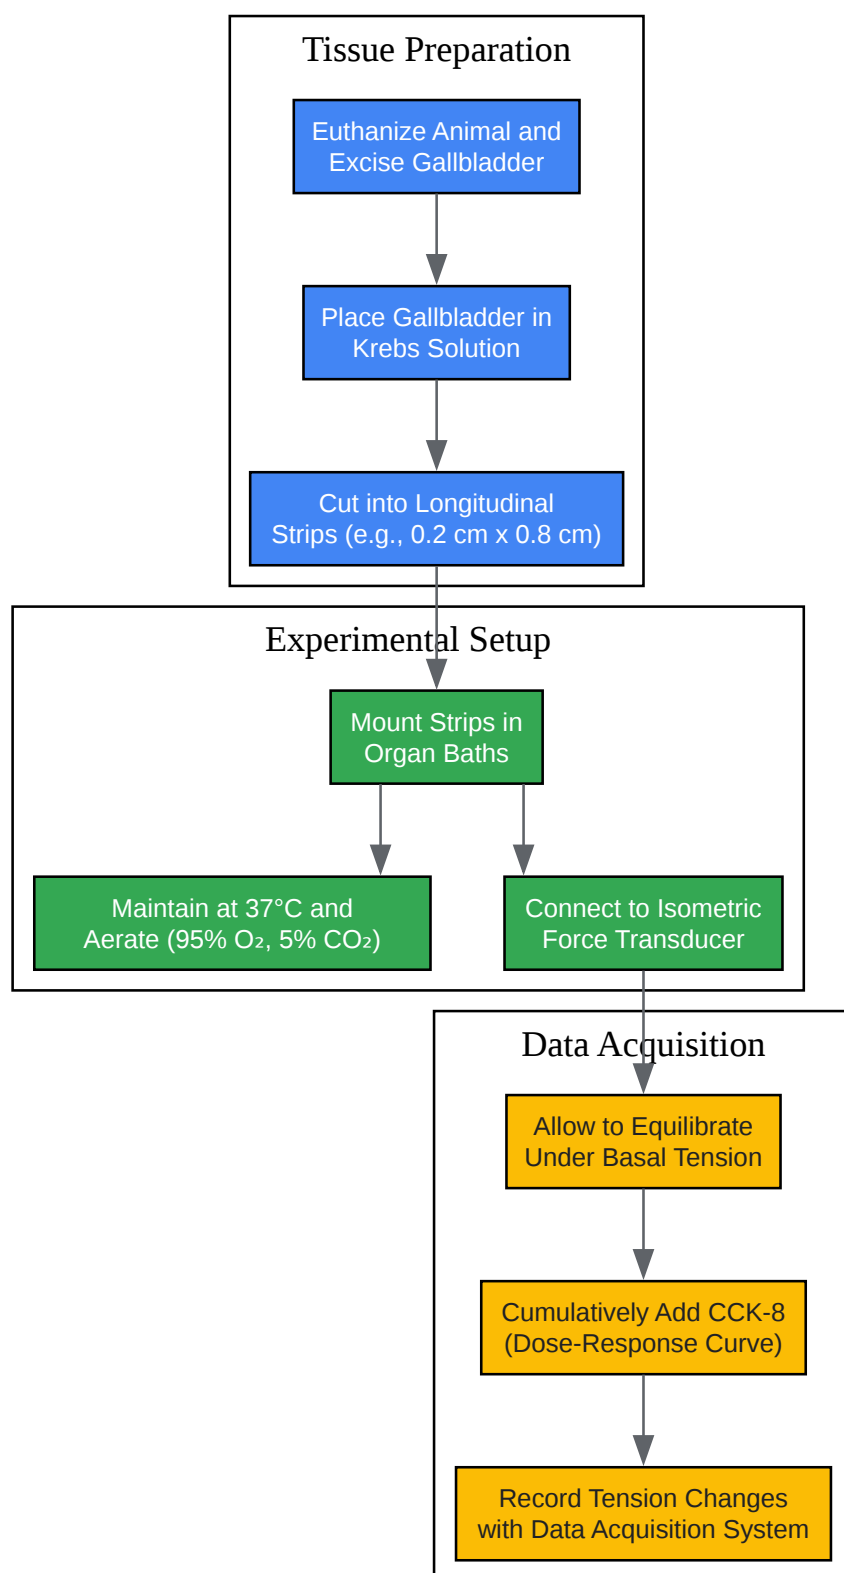 Tissue Preparation
Euthanize Animal and
Excise Gallbladder
Place Gallbladder in
Krebs Solution
Cut into Longitudinal
Strips (e.g., 0.2 cm x 0.8 cm)
Experimental Setup
Mount Strips in
Organ Baths
Maintain at 37°C and
Aerate (95% O₂, 5% CO₂)
Connect to Isometric
Force Transducer
Data Acquisition
Allow to Equilibrate
Under Basal Tension
Cumulatively Add CCK-8
(Dose-Response Curve)
Record Tension Changes
with Data Acquisition System